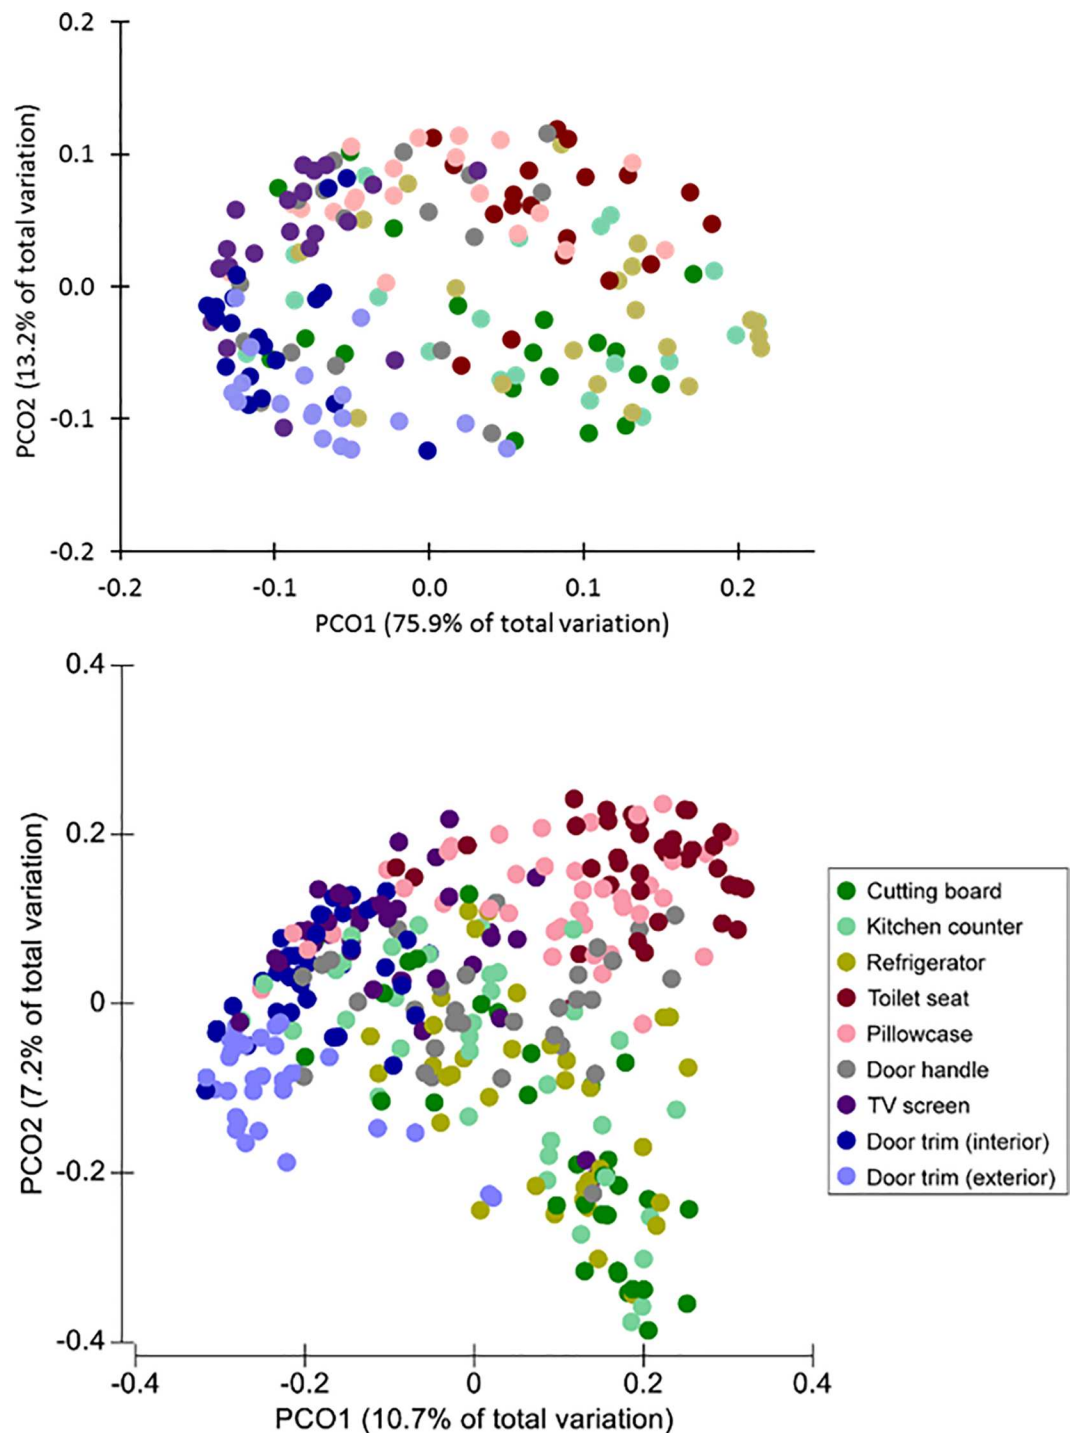 0.2
0.1
0.0
-0.1
-0.2
PCO2 (13.2% of total variation)
-0.2 -0.1 0.0 0.1 0.2
PCO1 (75.9% of total variation)
0.4
0.2
0
-0.2
-0.4
PCO2 (7.2% of total variation)
-0.4 -0.2 0 0.2 0.4
PCO1 (10.7% of total variation)
Cutting board
Kitchen counter
Refrigerator
Toilet seat
Pillowcase
Door handle
TV screen
Door trim (interior)
Door trim (exterior)